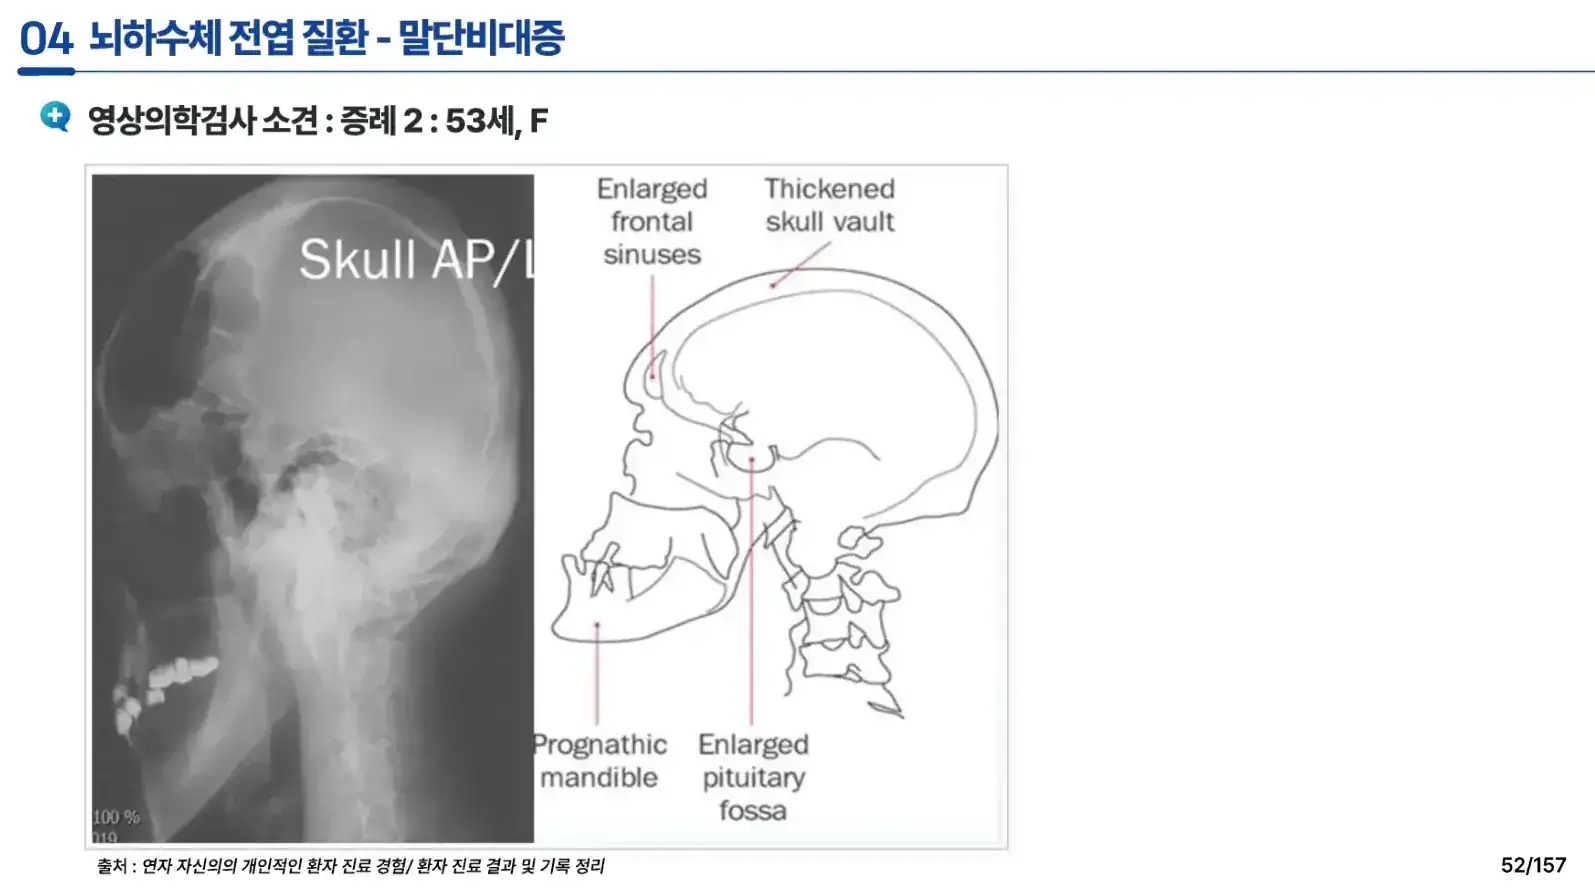 04 뇌하수체 전엽 질환 - 말단비대증
영상의학검사 소견 : 증례 2 : 53세, F
Skull AP/L
100 %
019
Enlarged
frontal
sinuses
Thickened
skull vault
Prognathic
mandible
Enlarged
pituitary
fossa
출처 : 연자 자신의의 개인적인 환자 진료 경험/ 환자 진료 결과 및 기록 정리
52/157